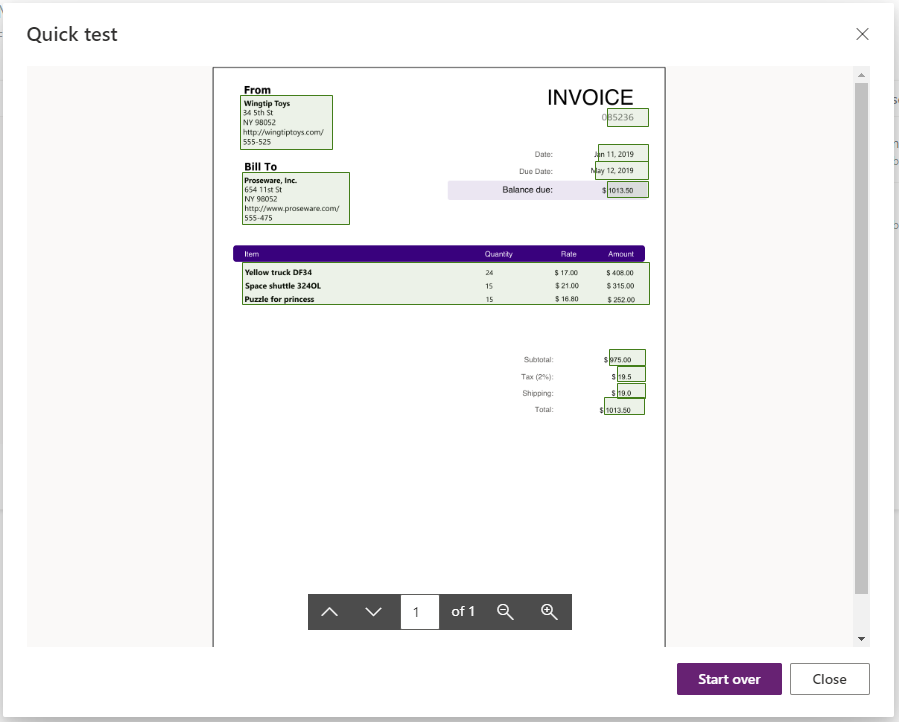 Quick test
From
Wingtip Toys
34 5th St
NY 98052
http://wingtiptoys.com/
555-525
INVOICE
085236
Date: Jan 11, 2019
Due Date: May 12, 2019
Balance due: $ 1013.50
Bill To
Proseware, Inc.
654 11st St
NY 98052
http://www.proseware.com/
555-475
Item Quantity Rate Amount
Yellow truck DF34 24 $ 17.00 $ 408.00
Space shuttle 324OL 15 $ 21.00 $ 315.00
Puzzle for princess 15 $ 16.80 $ 252.00
Subtotal: $ 975.00
Tax (2%): $ 19.5
Shipping: $ 19.0
Total: $ 1013.50
1 of 1
Start over Close